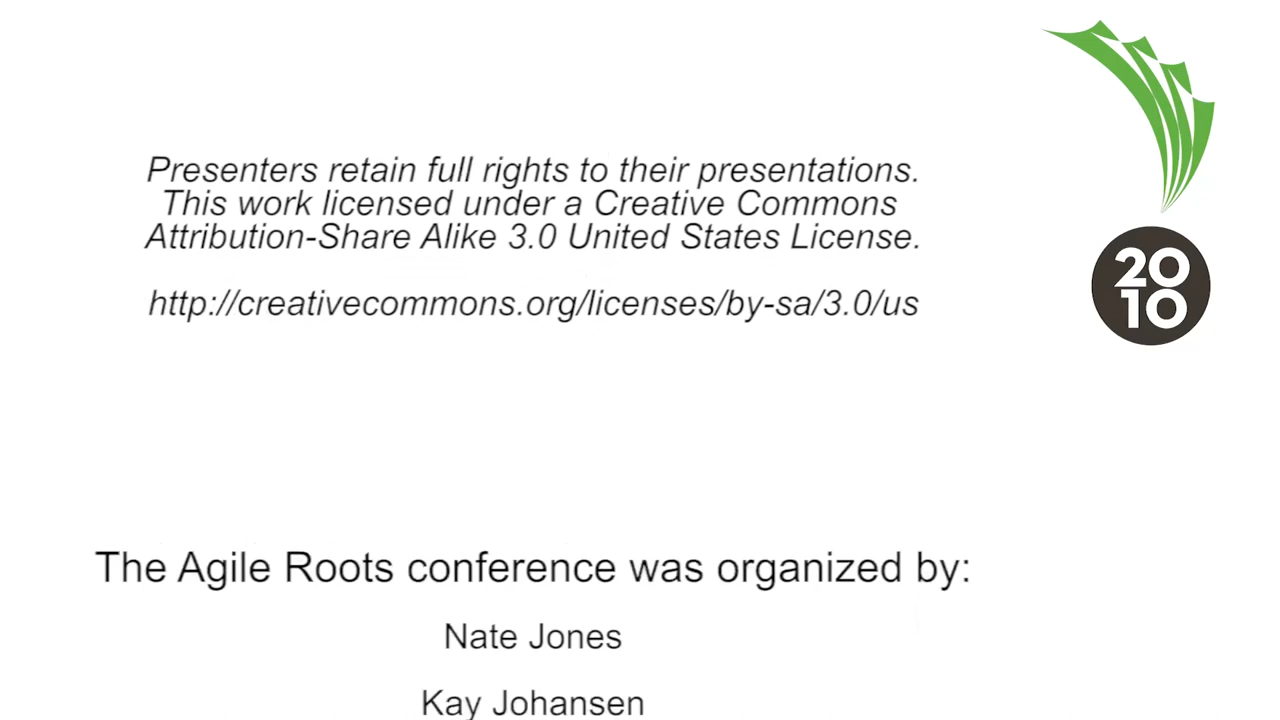 Presenters retain full rights to their presentations.
This work licensed under a Creative Commons
Attribution-Share Alike 3.0 United States License.
http://creativecommons.org/licenses/by-sa/3.0/us
20
10
The Agile Roots conference was organized by:
Nate Jones
Kay Johansen